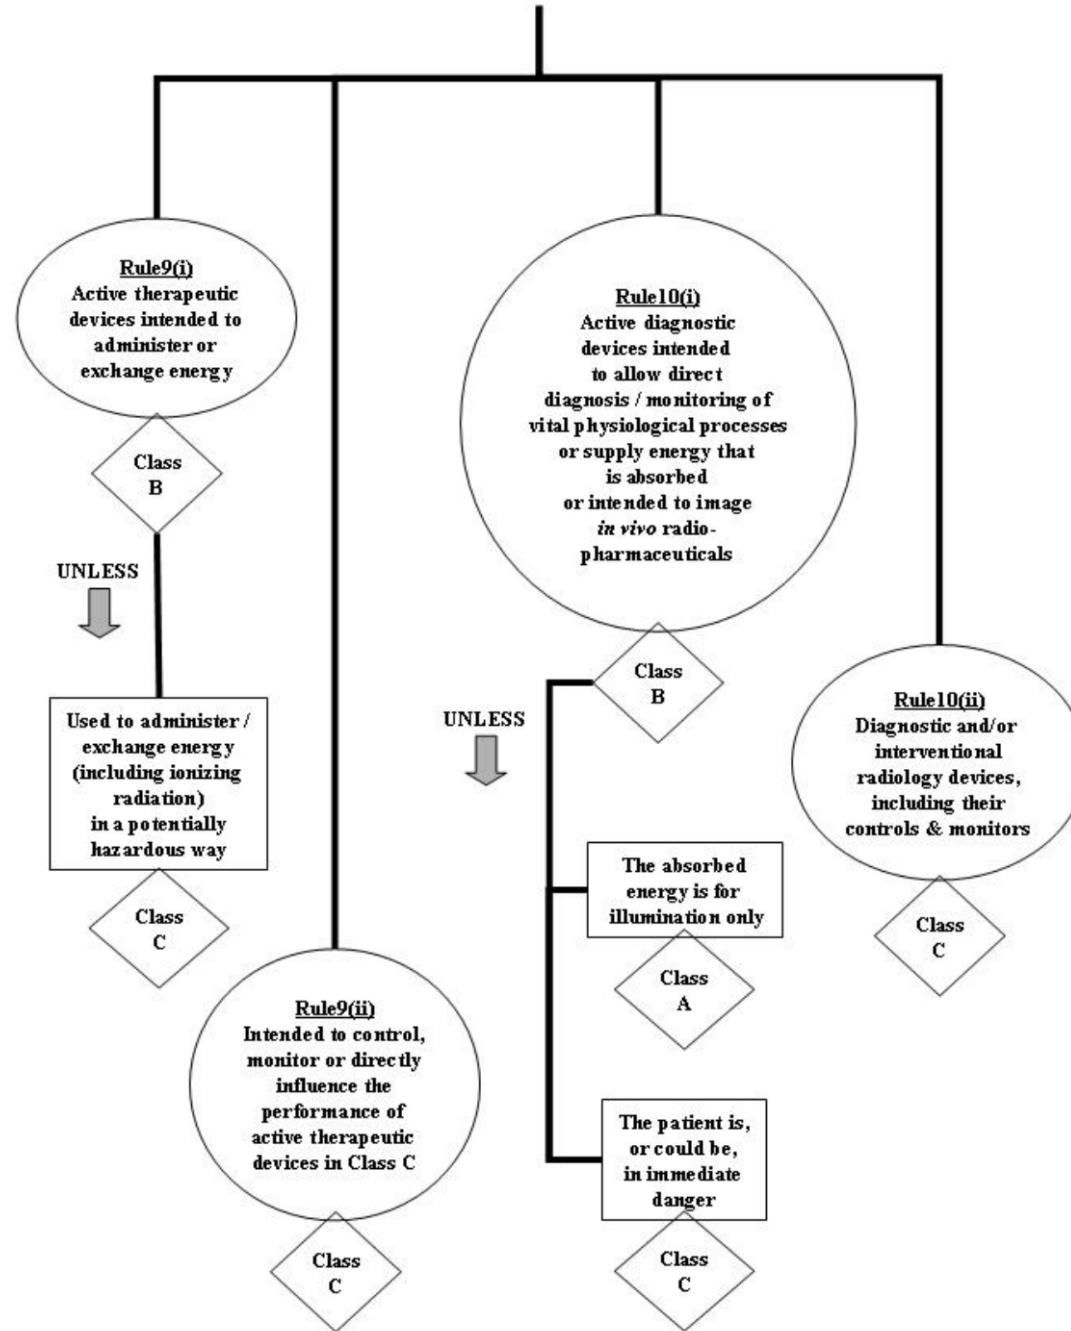 Rule9(i)
Active therapeutic
devices intended to
administer or
exchange energy
Class
B
UNLESS
Used to administer /
exchange energy
(including ionizing
radiation)
in a potentially
hazardous way
Class
C
Rule9(ii)
Intended to control,
monitor or directly
influence the
performance of
active therapeutic
devices in Class C
Class
C
Rule10(i)
Active diagnostic
devices intended
to allow direct
diagnosis / monitoring of
vital physiological processes
or supply energy that
is absorbed
or intended to image
in vivo radio-
pharmaceuticals
Class
B
UNLESS
The absorbed
energy is for
illumination only
Class
A
The patient is,
or could be,
in immediate
danger
Class
C
Rule10(ii)
Diagnostic and/or
interventional
radiology devices,
including their
controls & monitors
Class
C